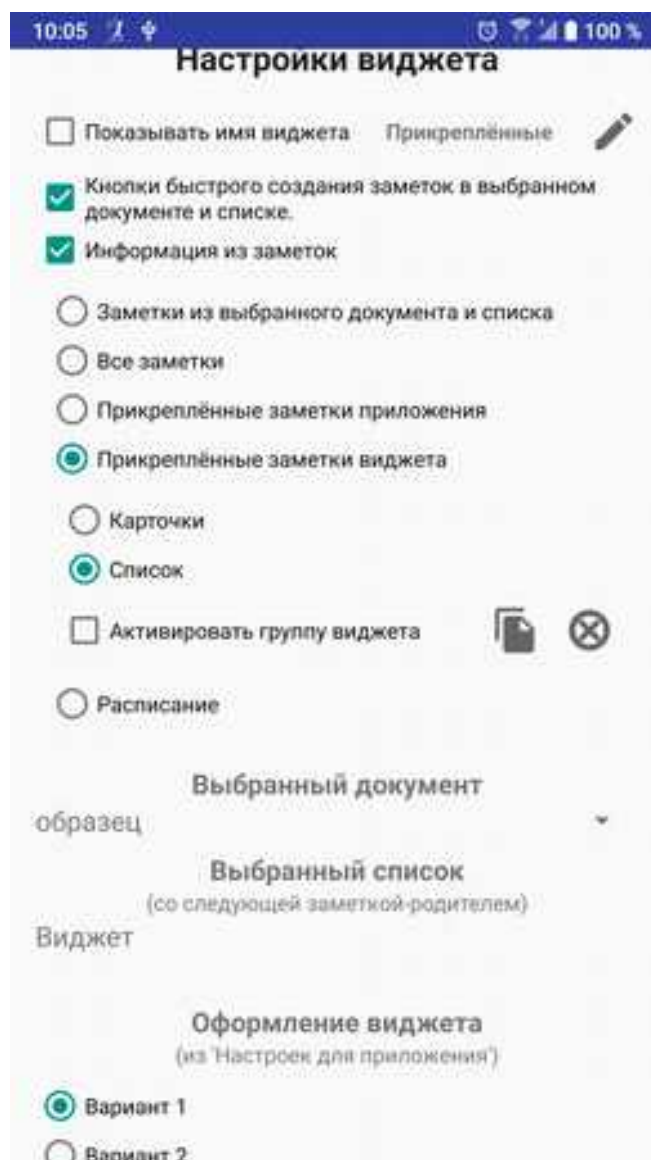 10:05 100 %
Настройки виджета
Показывать имя виджета Прикреплённые
Кнопки быстрого создания заметок в выбранном
документе и списке.
Информация из заметок
Заметки из выбранного документа и списка
Все заметки
Прикреплённые заметки приложения
Прикреплённые заметки виджета
Карточки
Список
Активировать группу виджета
Расписание
Выбранный документ
образец
Выбранный список
(со следующей заметкой-родителем)
Виджет
Оформление виджета
(из 'Настроек для приложения')
Вариант 1
Вариант 2